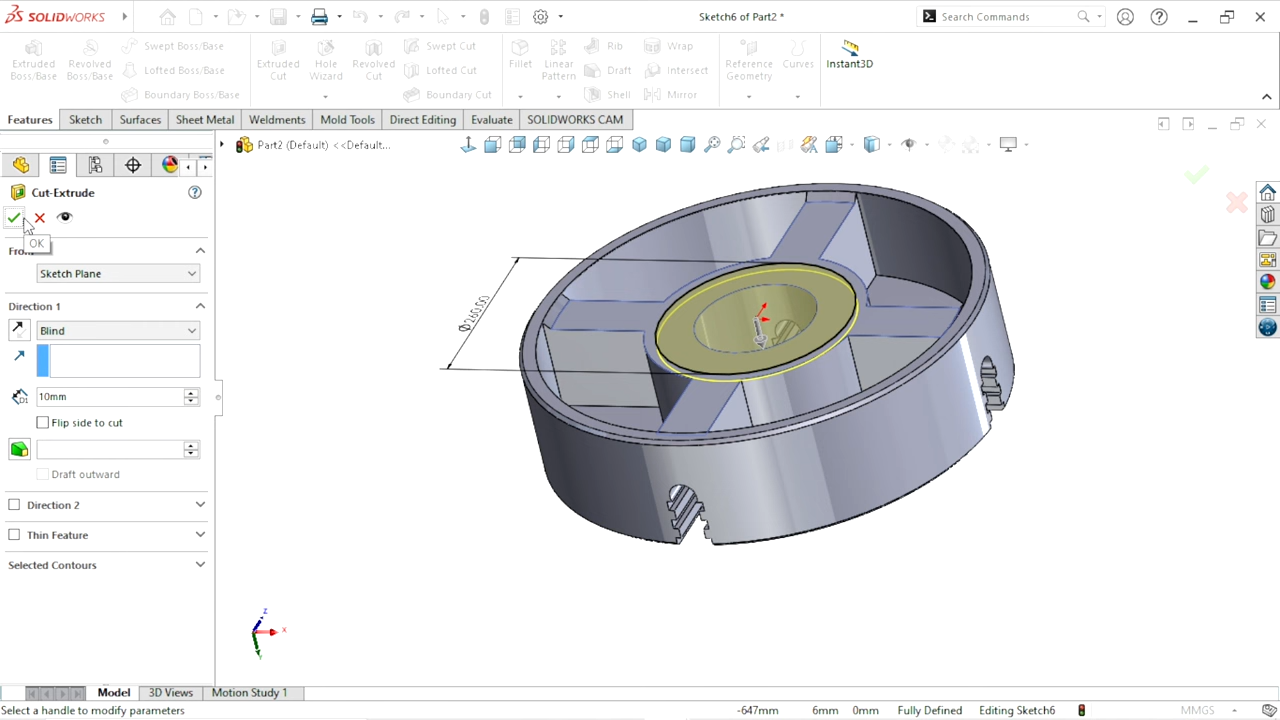 SOLIDWORKS
Sketch6 of Part2 *
Search Commands
Extruded Boss/Base
Revolved Boss/Base
Swept Boss/Base
Lofted Boss/Base
Boundary Boss/Base
Extruded Cut
Hole Wizard
Revolved Cut
Swept Cut
Lofted Cut
Boundary Cut
Fillet
Linear Pattern
Rib
Draft
Shell
Wrap
Intersect
Mirror
Reference Geometry
Curves
Instant3D
Features
Sketch
Surfaces
Sheet Metal
Weldments
Mold Tools
Direct Editing
Evaluate
SOLIDWORKS CAM
Part2 (Default) <<Default...
Cut-Extrude
OK
Sketch Plane
Direction 1
Blind
10mm
Flip side to cut
Draft outward
Direction 2
Thin Feature
Selected Contours
z
x
Y
Model
3D Views
Motion Study 1
Select a handle to modify parameters
-647mm
6mm
0mm
Fully Defined
Editing Sketch6
MMGS